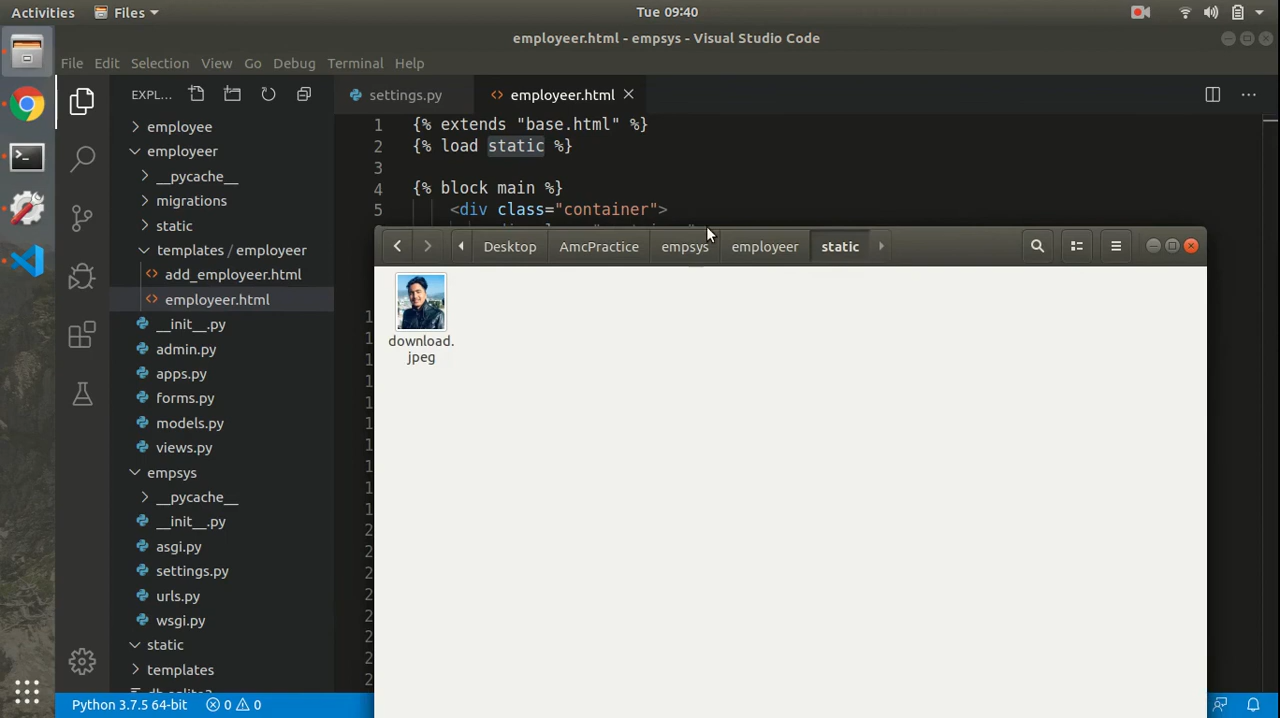 Activities Files Tue 09:40
employeer.html - empsys - Visual Studio Code
File Edit Selection View Go Debug Terminal Help
EXPL... settings.py employeer.html
employee
employeer
__pycache__
migrations
static
templates / employeer
add_employeer.html
employeer.html
__init__.py
admin.py
apps.py
forms.py
models.py
views.py
empsys
__pycache__
__init__.py
asgi.py
settings.py
urls.py
wsgi.py
static
templates
1 {% extends "base.html" %}
2 {% load static %}
3
4 {% block main %}
5 <div class="container">
Desktop AmcPractice empsys employeer static
download.
jpeg
Python 3.7.5 64-bit 0 0